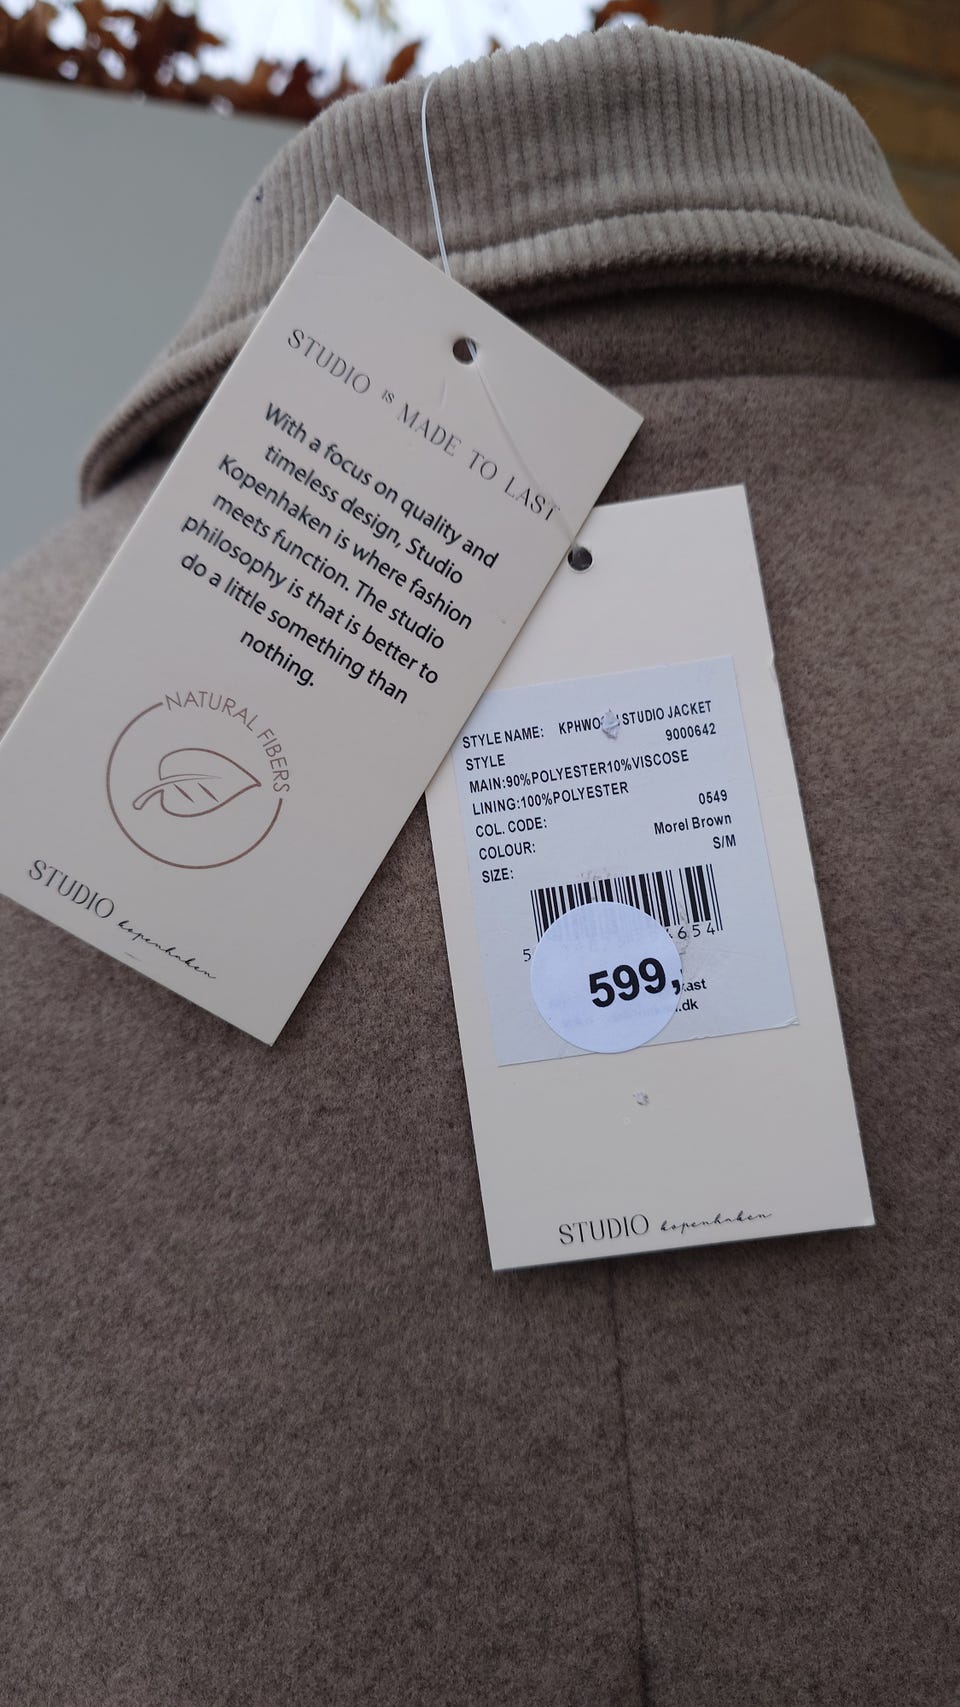 STUDIO IS MADE TO LAST
With a focus on quality and
timeless design, Studio
Kopenhaken is where fashion
meets function. The studio
philosophy is that is better to
do a little something than
nothing.
NATURAL FIBERS
STUDIO kopenhaken
STYLE NAME: STUDIO JACKET
STYLE 9000642
MAIN:90%POLYESTER10%VISCOSE
LINING:100%POLYESTER
COL. CODE: 0549
COLOUR: Morel Brown
SIZE: S/M
5 4654
599,
.dk
STUDIO kopenhaken